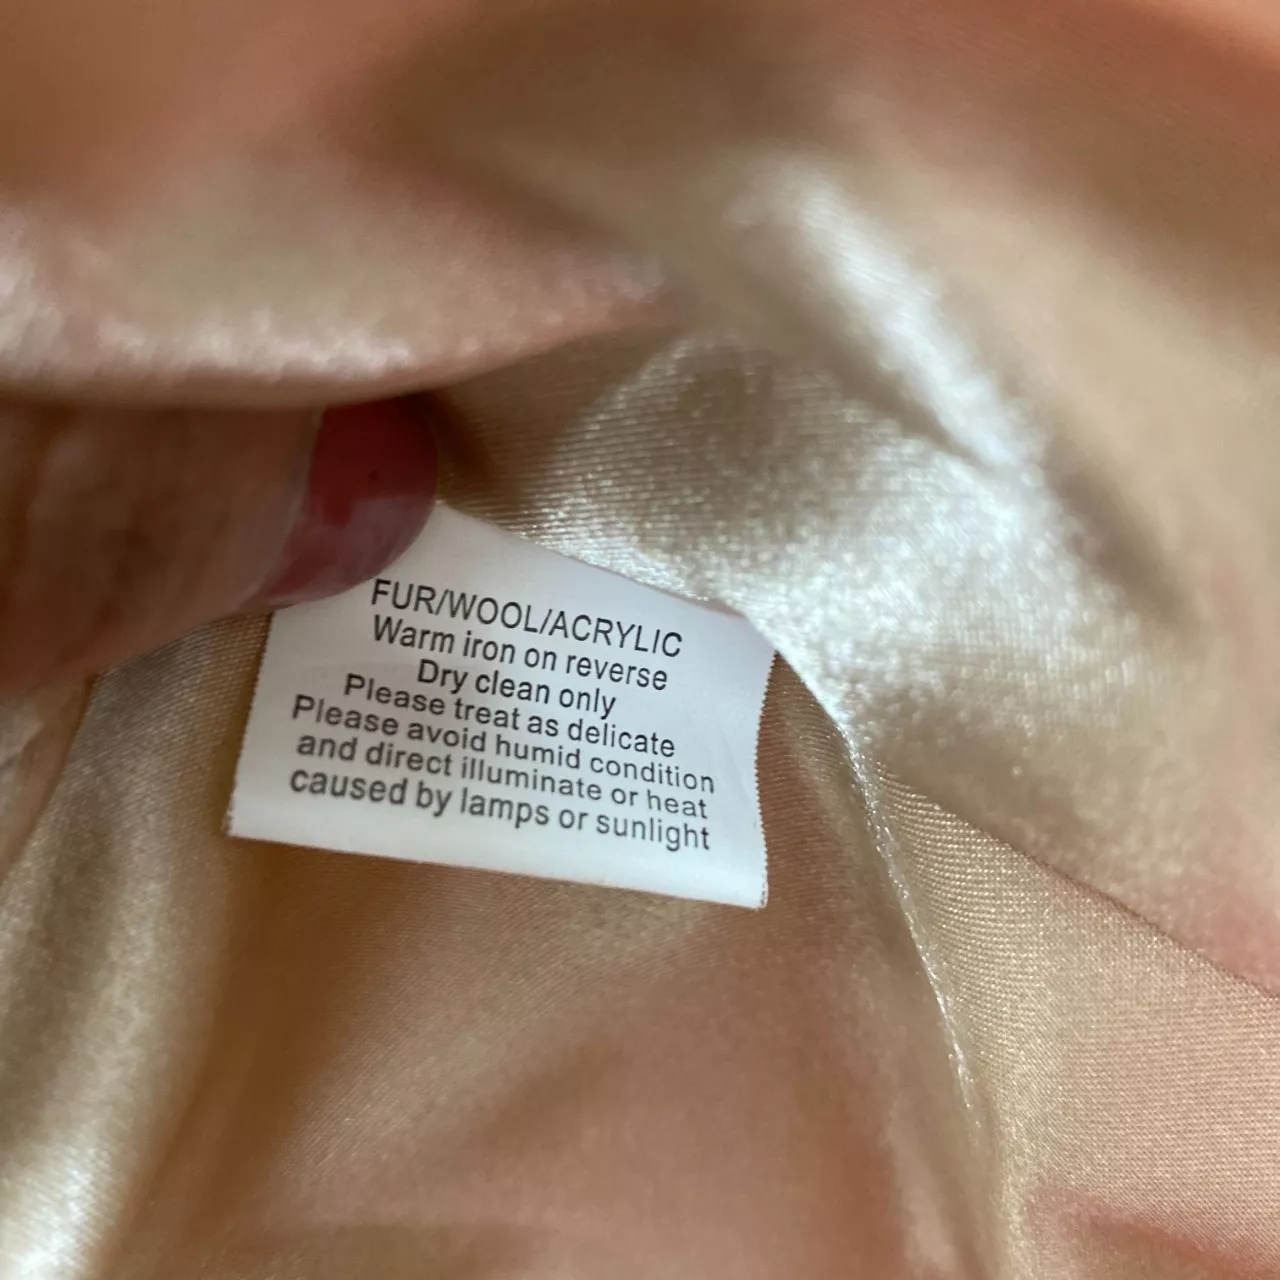 FUR/WOOL/ACRYLIC
Warm iron on reverse
Dry clean only
Please treat as delicate
Please avoid humid condition
and direct illuminate or heat
caused by lamps or sunlight